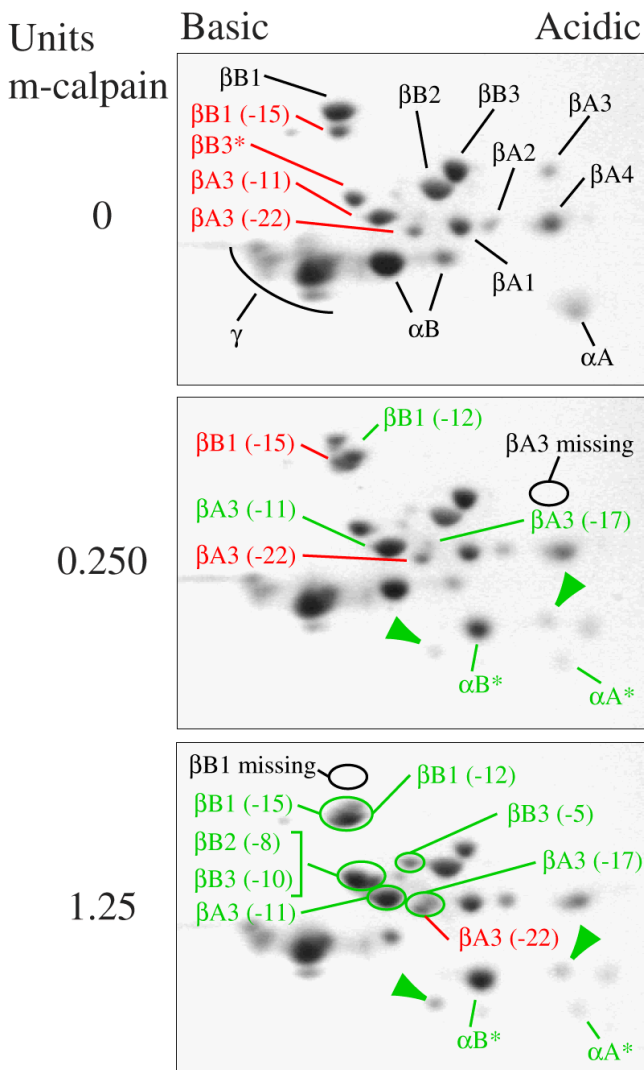 Units
m-calpain
Basic
Acidic
βB1
βB1 (-15)
βB3*
βA3 (-11)
βA3 (-22)
βB2
βB3
βA2
βA3
βA4
0
βA1
αB
γ
αA
βB1 (-12)
βB1 (-15)
βA3 missing
βA3 (-11)
βA3 (-17)
βA3 (-22)
0.250
αB*
αA*
βB1 missing
βB1 (-12)
βB1 (-15)
βB3 (-5)
βB2 (-8)
βB3 (-10)
βA3 (-17)
βA3 (-11)
1.25
βA3 (-22)
αB*
αA*